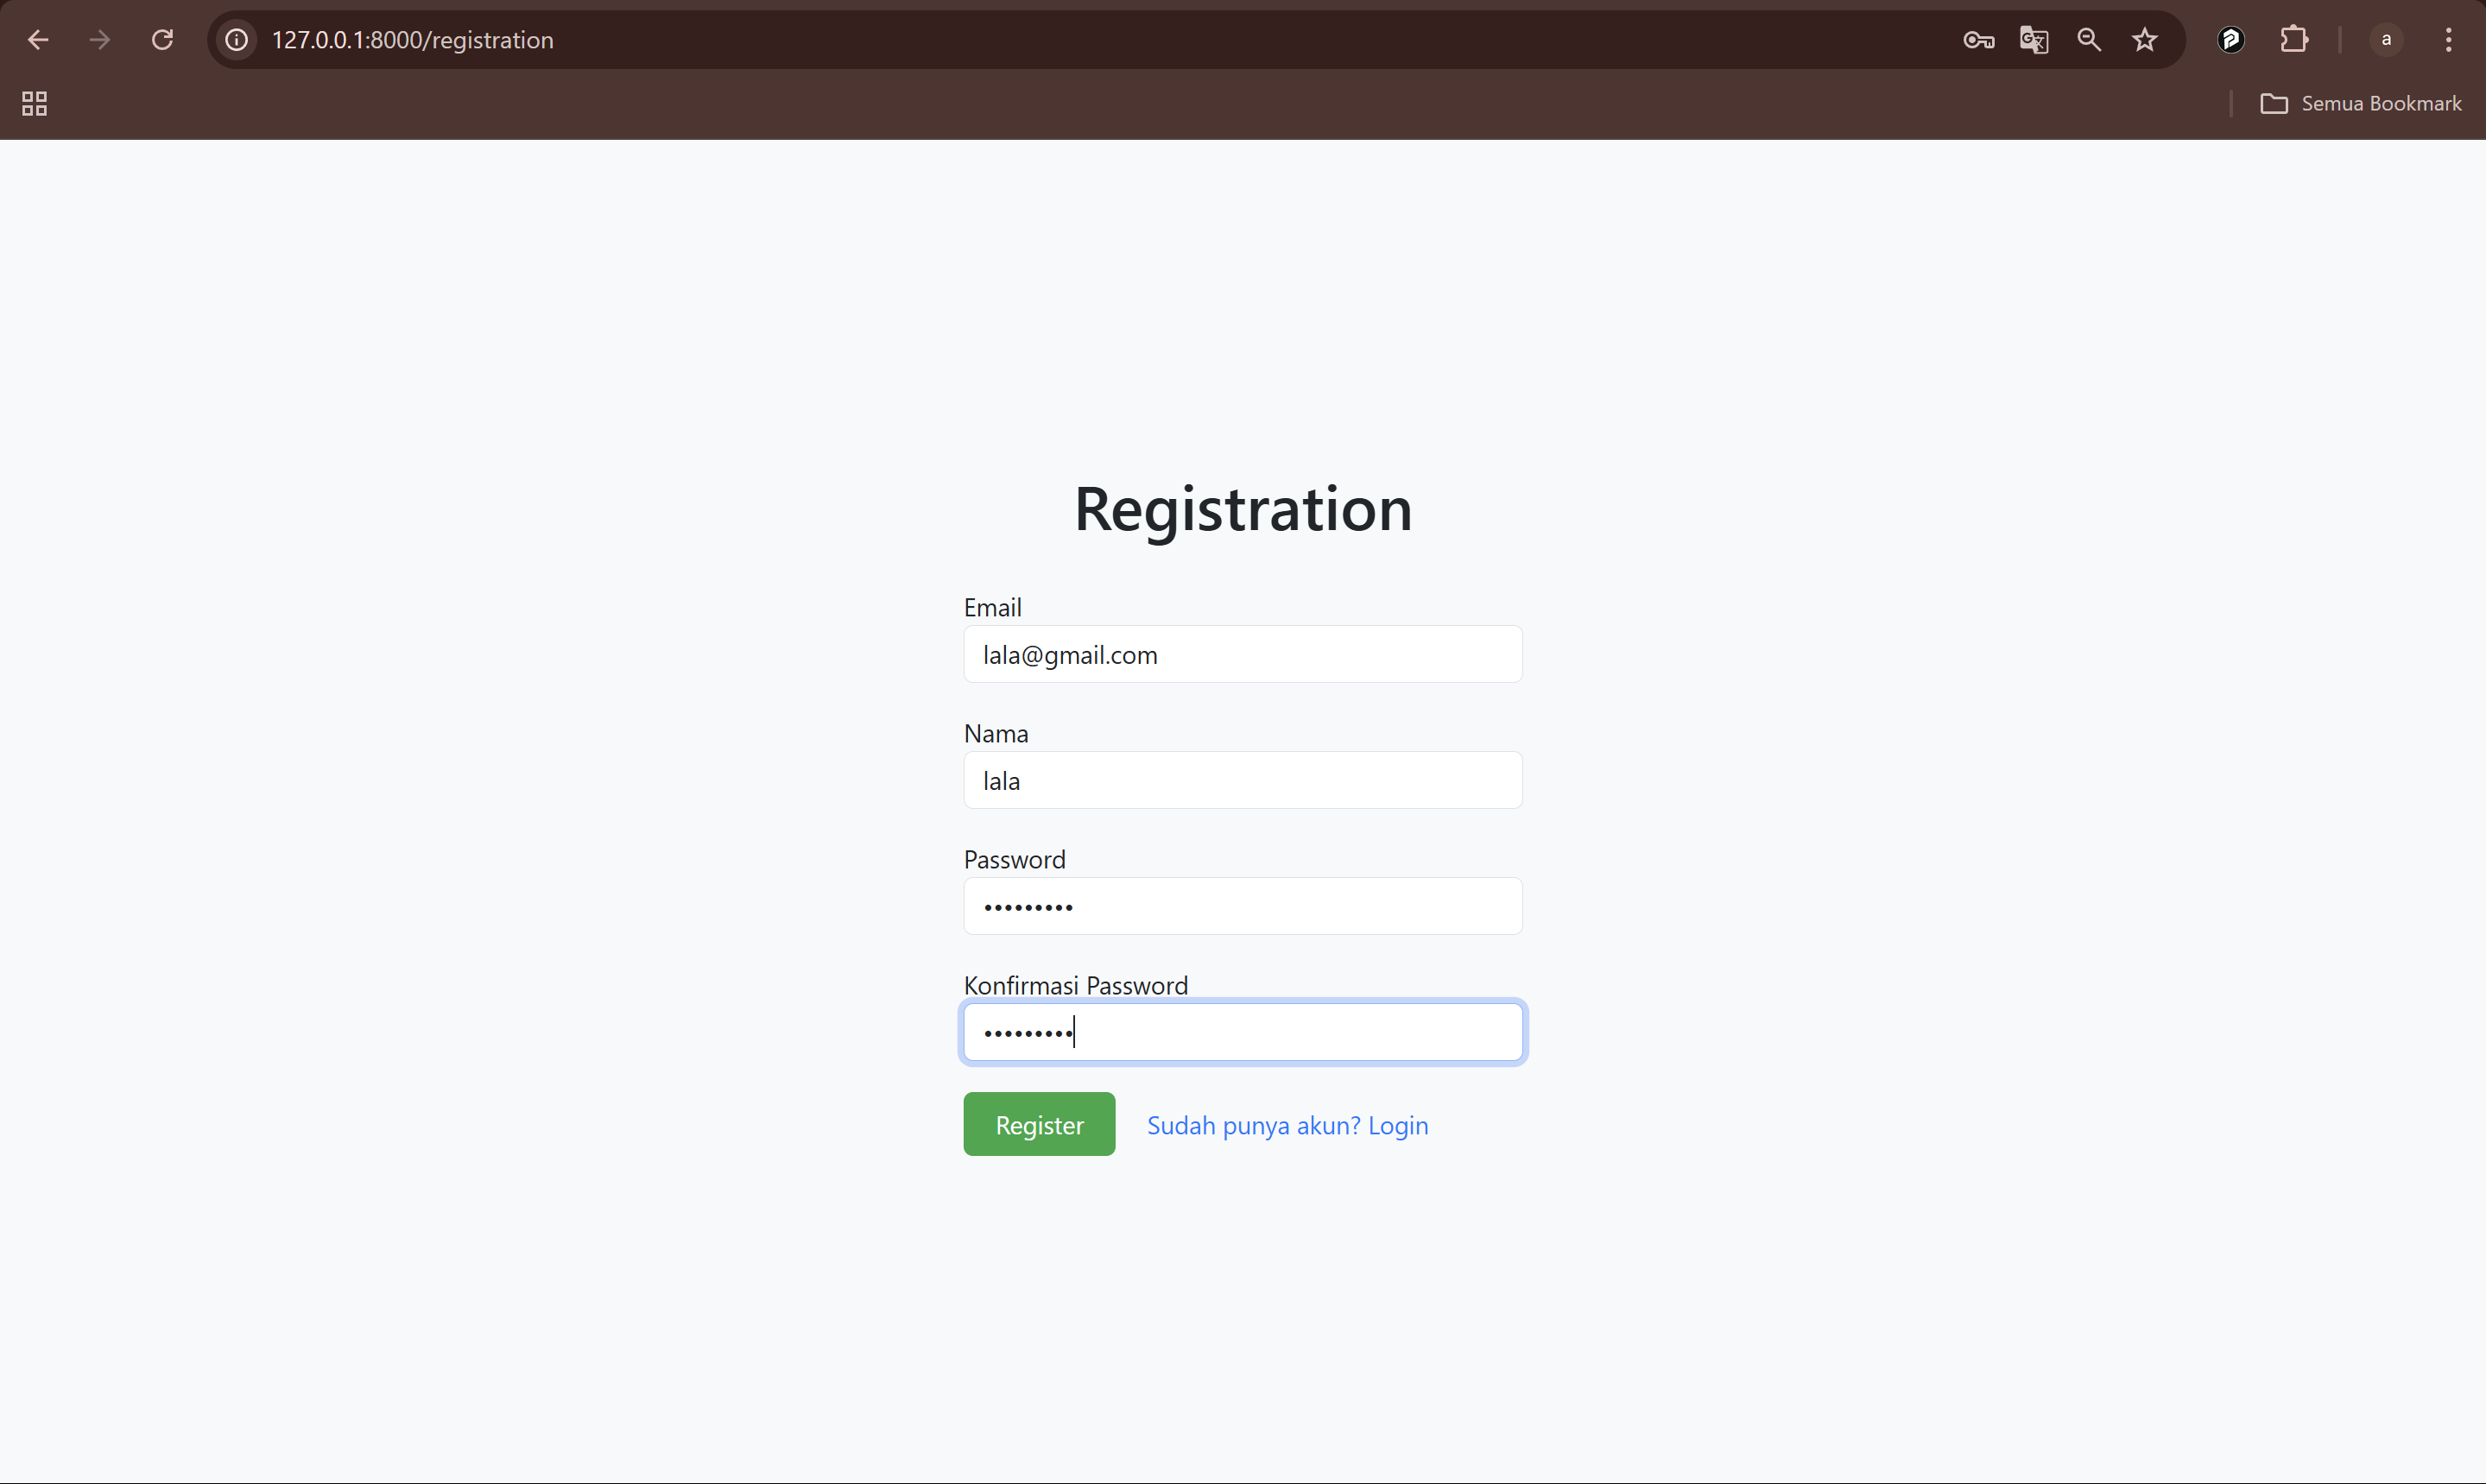 127.0.0.1:8000/registration
a
Semua Bookmark
Registration
Email
lala@gmail.com
Nama
lala
Password
•••••••••
Konfirmasi Password
•••••••••
Register
Sudah punya akun? Login